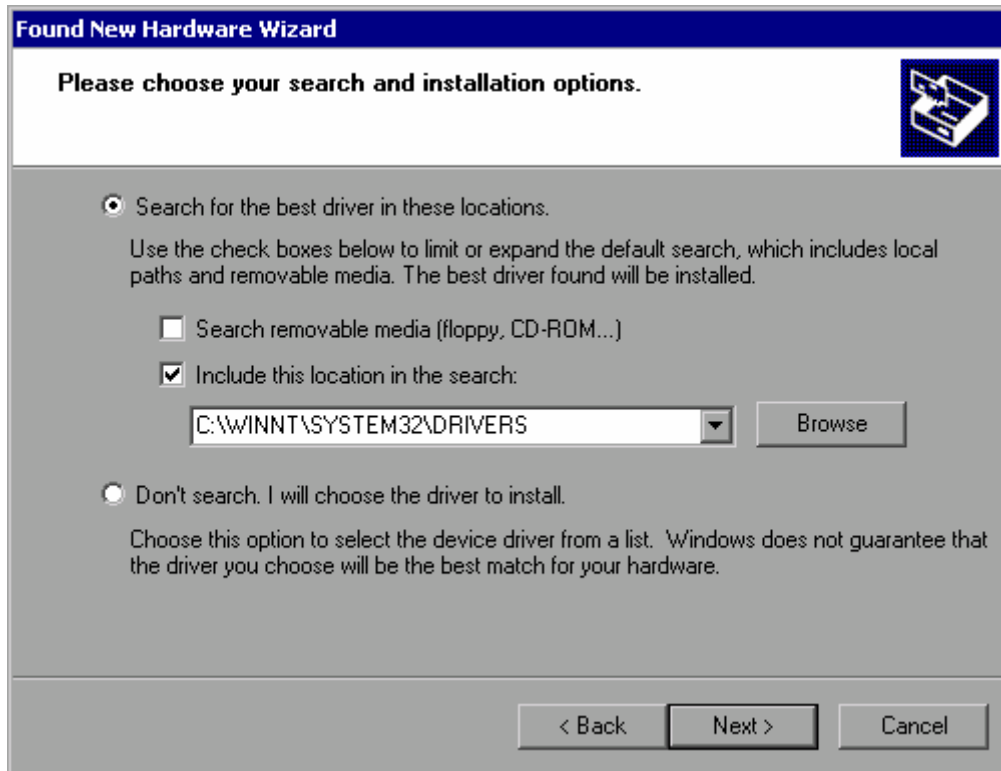 Found New Hardware Wizard
Please choose your search and installation options.
Search for the best driver in these locations.
Use the check boxes below to limit or expand the default search, which includes local
paths and removable media. The best driver found will be installed.
Search removable media (floppy, CD-ROM...)
Include this location in the search:
C:\WINNT\SYSTEM32\DRIVERS
Browse
Don't search. I will choose the driver to install.
Choose this option to select the device driver from a list.  Windows does not guarantee that
the driver you choose will be the best match for your hardware.
< Back
Next >
Cancel